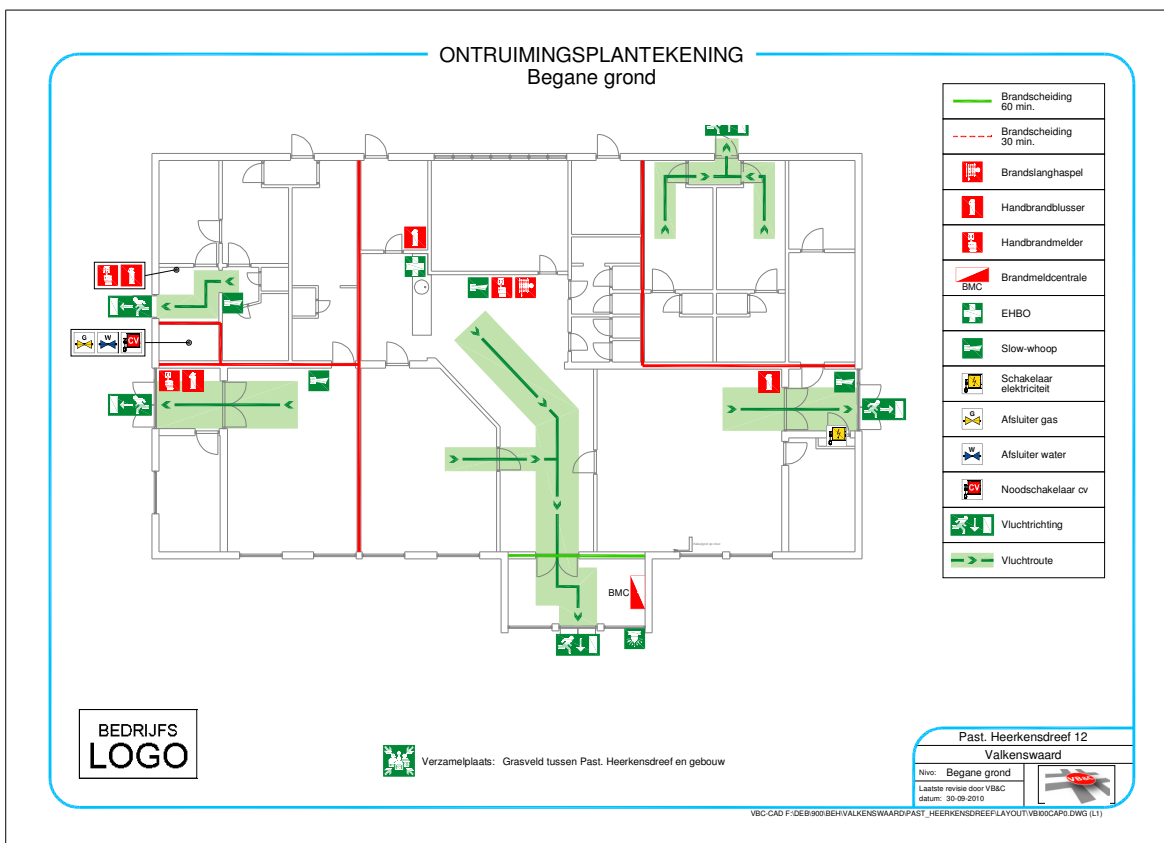 ONTRUIMINGSPLANTEKENING
Begane grond
Brandscheiding
60 min.
Brandscheiding
30 min.
Brandslanghaspel
Handbrandblusser
Handbrandmelder
BMC
Brandmeldcentrale
EHBO
Slow-whoop
Schakelaar
elektriciteit
G
Afsluiter gas
W
Afsluiter water
CV
Noodschakelaar cv
Vluchtrichting
Vluchtroute
G W CV
BMC
BEDRIJFS
LOGO
Verzamelplaats: Grasveld tussen Past. Heerkensdreef en gebouw
Past. Heerkensdreef 12
Valkenswaard
Nivo: Begane grond
Laatste revisie door VB&C
datum: 30-09-2010
VB&C
VBC-CAD F:\DEB\900\BEH\VALKENSWAARD\PAST_HEERKENSDREEF\LAYOUT\VBI00CAP0.DWG (L1)